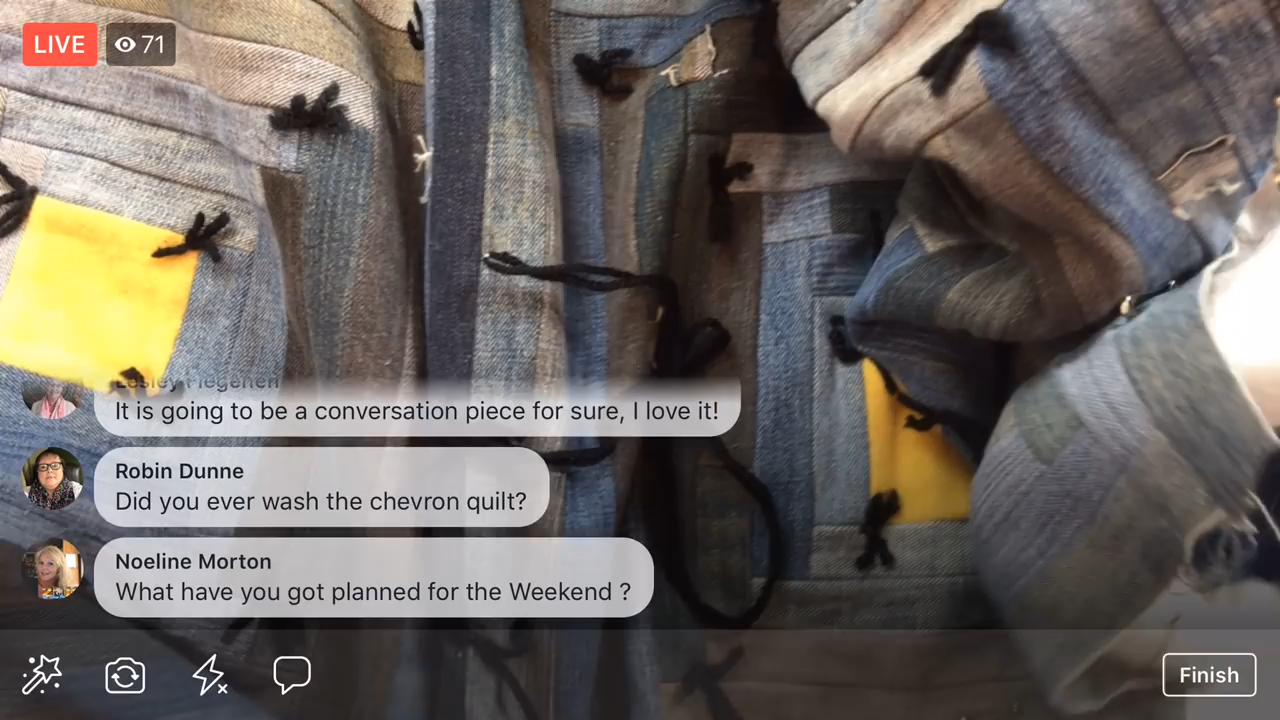 LIVE 71
It is going to be a conversation piece for sure, I love it!
Robin Dunne
Did you ever wash the chevron quilt?
Noeline Morton
What have you got planned for the Weekend ?
Finish